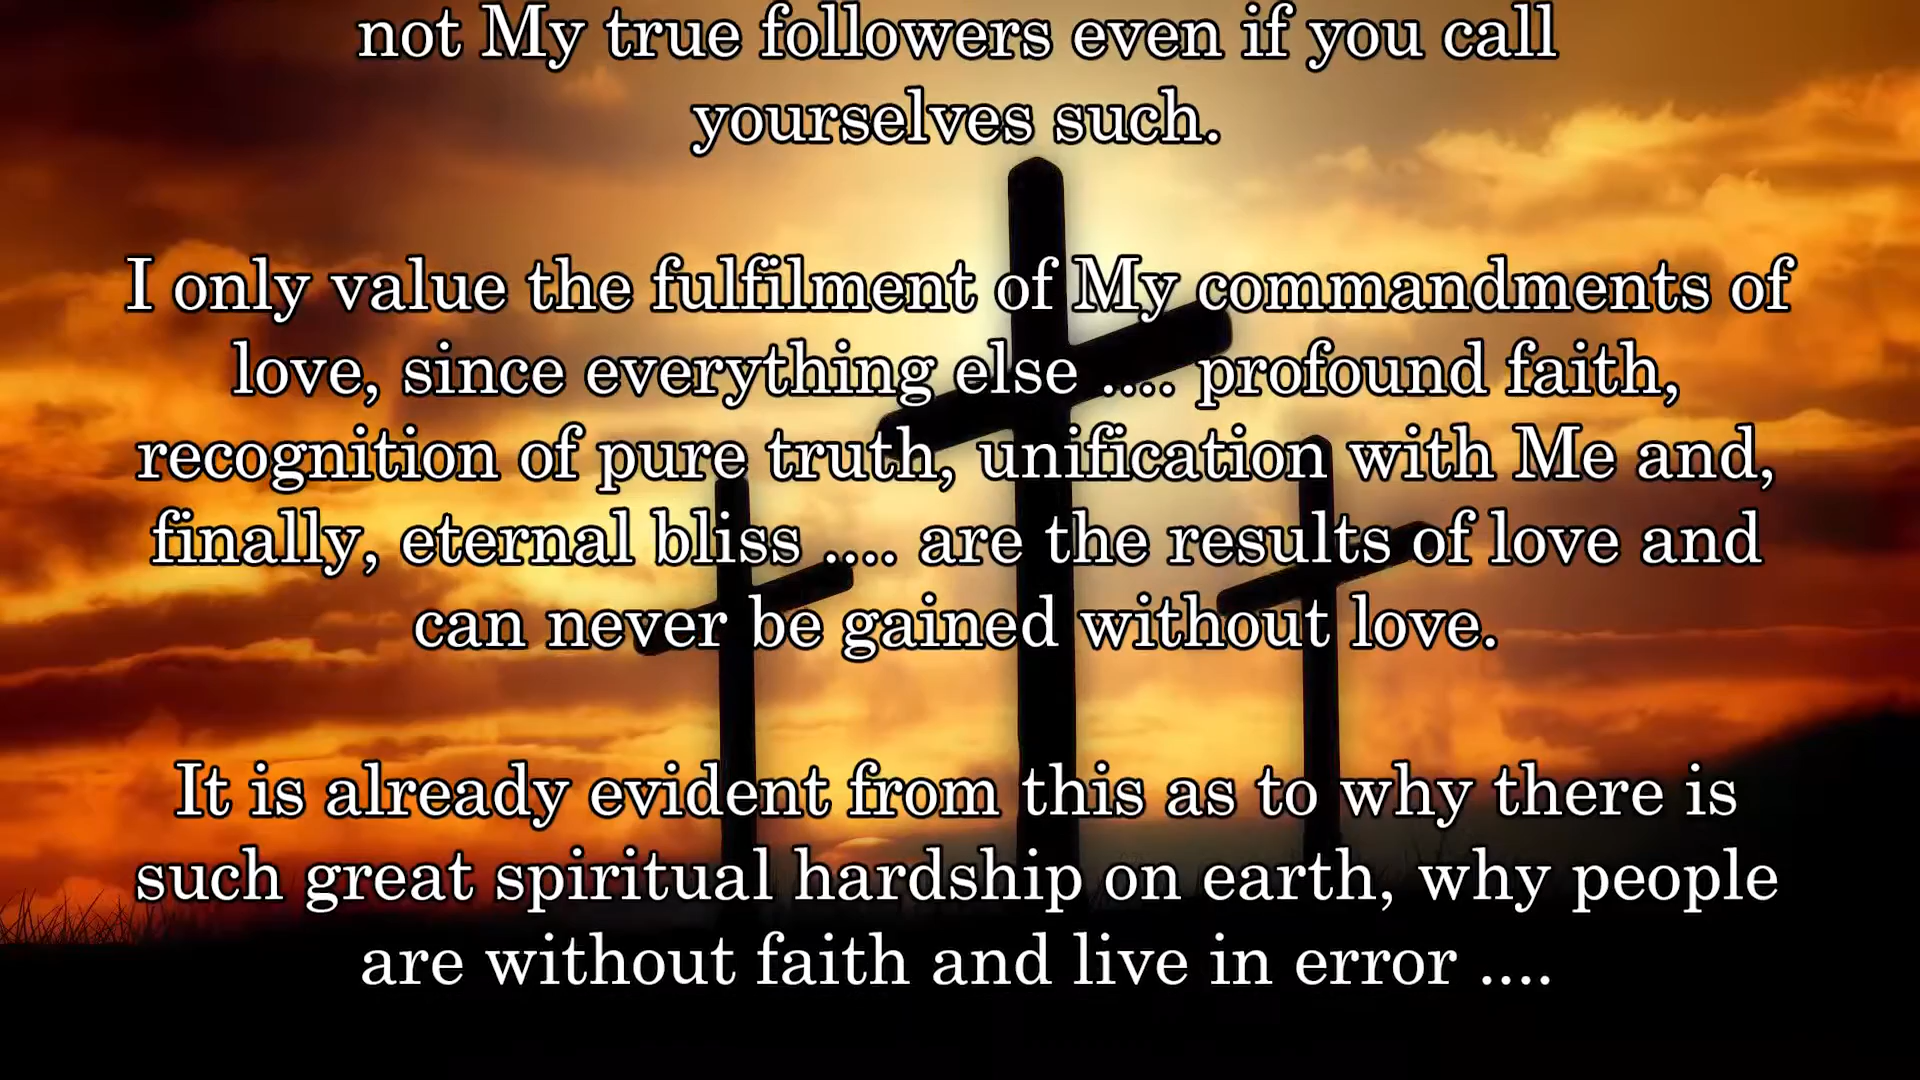 not My true followers even if you call
yourselves such.
I only value the fulfilment of My commandments of
love, since everything else .... profound faith,
recognition of pure truth, unification with Me and,
finally, eternal bliss .... are the results of love and
can never be gained without love.
It is already evident from this as to why there is
such great spiritual hardship on earth, why people
are without faith and live in error ....